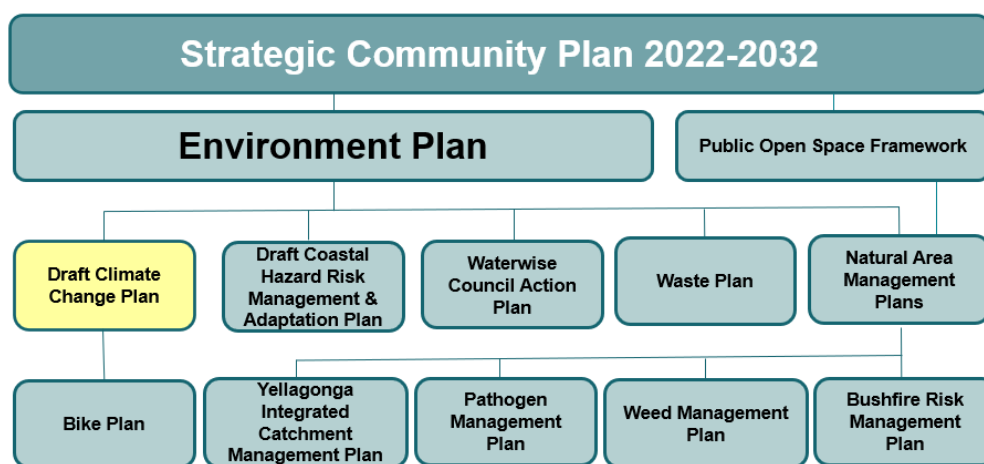 Strategic Community Plan 2022-2032
Environment Plan
Public Open Space Framework
Draft Climate
Change Plan
Draft Coastal
Hazard Risk
Management &
Adaptation Plan
Waterwise
Council Action
Plan
Waste Plan
Natural Area
Management
Plans
Bike Plan
Yellagonga
Integrated
Catchment
Management Plan
Pathogen
Management
Plan
Weed Management
Plan
Bushfire Risk
Management
Plan